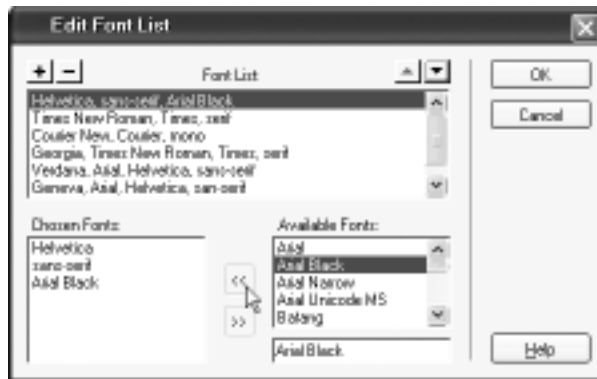 Edit Font List
Font List
OK
Cancel
Helvetica, sans-serif, Arial Black
Times New Roman, Times, serif
Courier New, Courier, mono
Georgia, Times New Roman, Times, serif
Verdana, Arial, Helvetica, sans-serif
Geneva, Arial, Helvetica, san-serif
Chosen Fonts:
Helvetica
sans-serif
Arial Black
<<
>>
Available Fonts:
Arial
Arial Black
Arial Narrow
Arial Unicode MS
Batang
Arial Black
Help